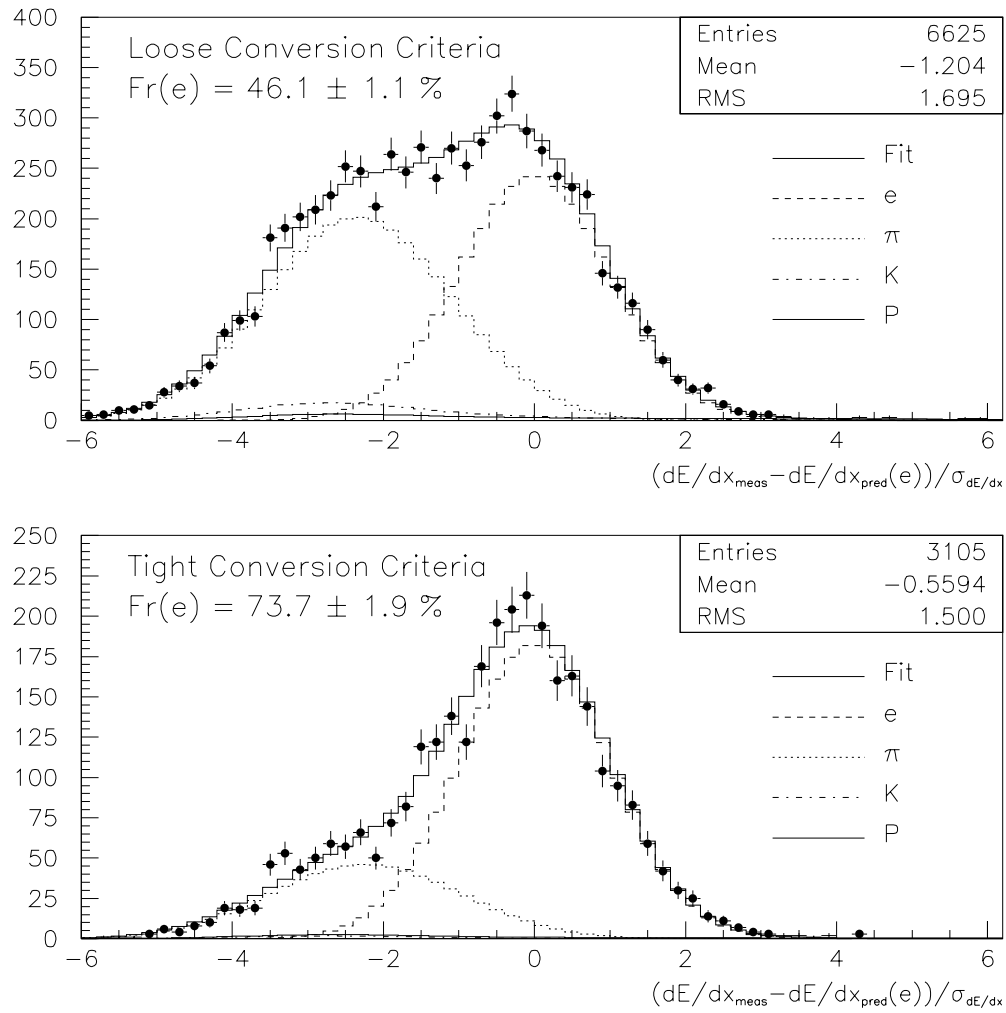 400
350
300
250
200
150
100
50
0
Loose Conversion Criteria
Fr(e) = 46.1 ± 1.1 %
Entries 6625
Mean −1.204
RMS 1.695
Fit
e
π
K
P
−6 −4 −2 0 2 4 6
(dE/dx_meas−dE/dx_pred(e))/σ_dE/dx
250
225
200
175
150
125
100
75
50
25
0
Tight Conversion Criteria
Fr(e) = 73.7 ± 1.9 %
Entries 3105
Mean −0.5594
RMS 1.500
Fit
e
π
K
P
−6 −4 −2 0 2 4 6
(dE/dx_meas−dE/dx_pred(e))/σ_dE/dx